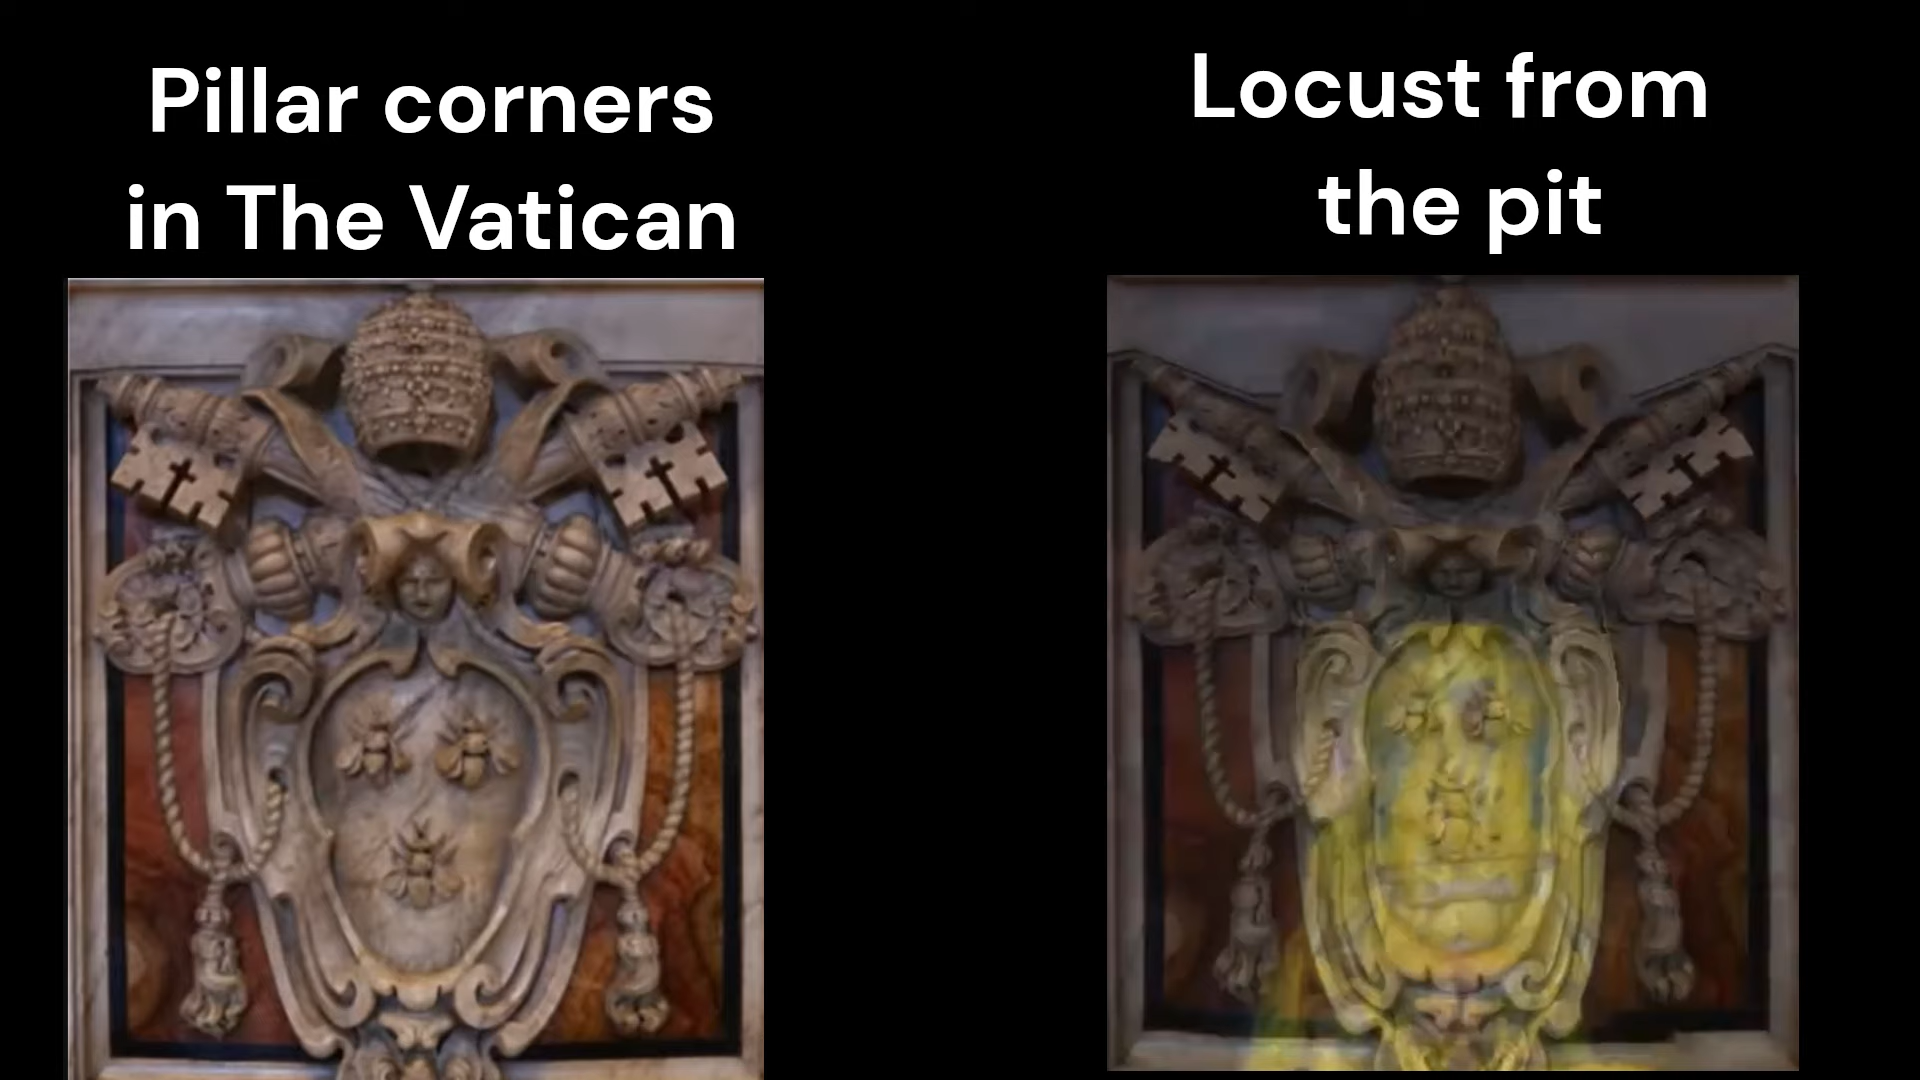 Pillar corners
in The Vatican
Locust from
the pit